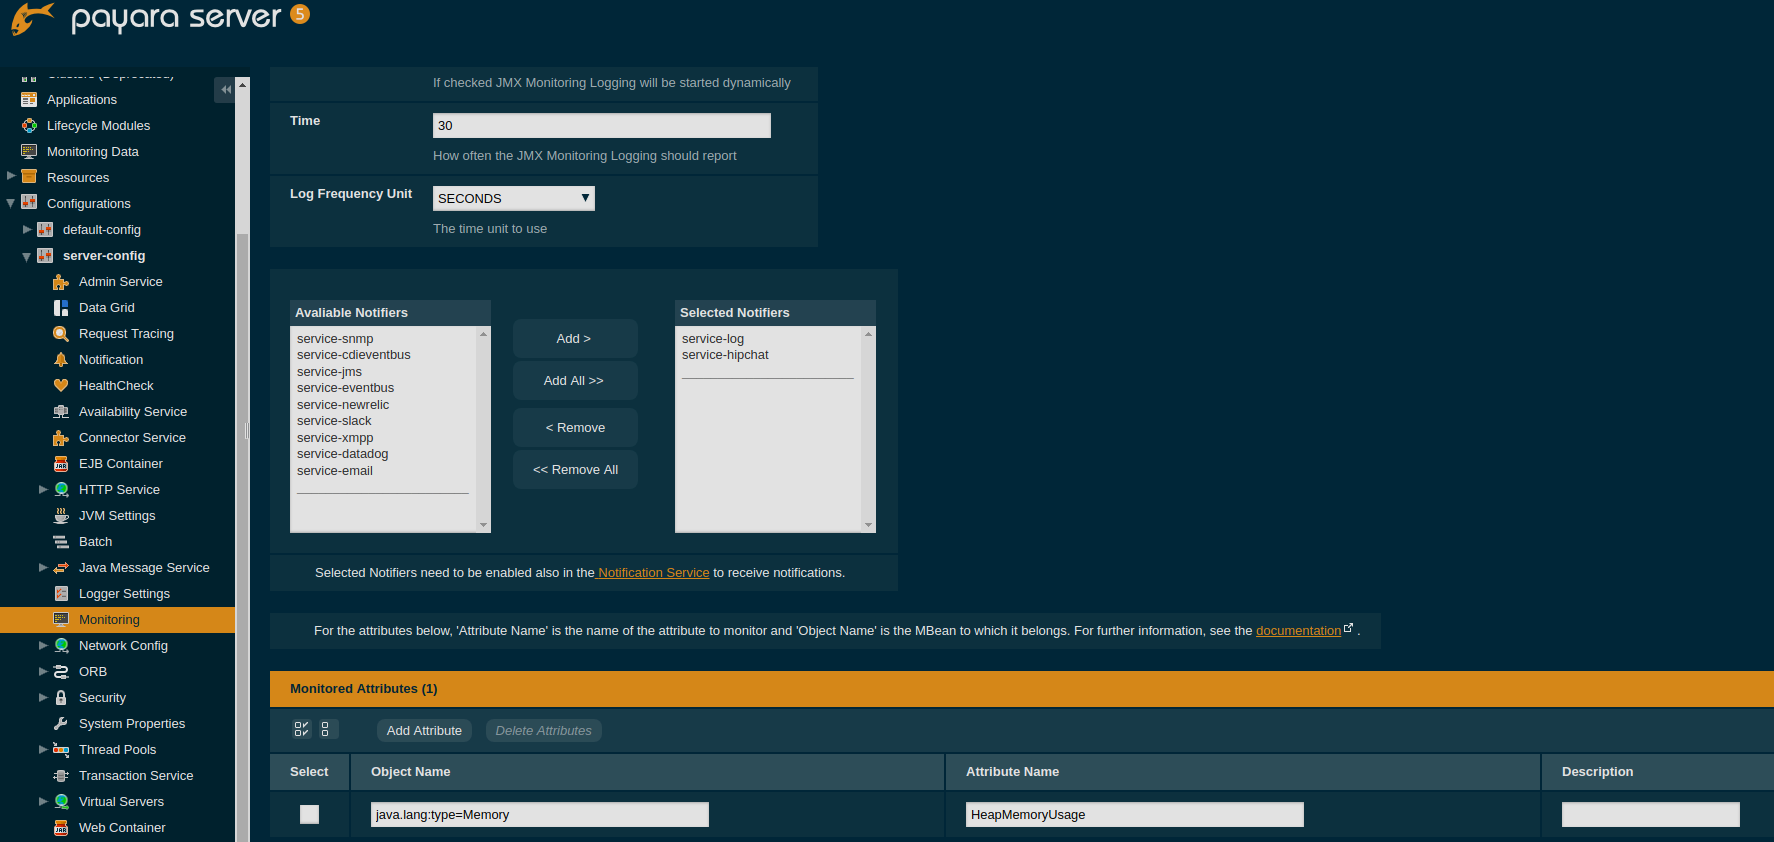 payara server 5
Clusters (Deprecated)
Applications
Lifecycle Modules
Monitoring Data
Resources
Configurations
default-config
server-config
Admin Service
Data Grid
Request Tracing
Notification
HealthCheck
Availability Service
Connector Service
EJB Container
HTTP Service
JVM Settings
Batch
Java Message Service
Logger Settings
Monitoring
Network Config
ORB
Security
System Properties
Thread Pools
Transaction Service
Virtual Servers
Web Container
If checked JMX Monitoring Logging will be started dynamically
Time
30
How often the JMX Monitoring Logging should report
Log Frequency Unit
SECONDS
The time unit to use
Avaliable Notifiers
service-snmp
service-cdieventbus
service-jms
service-eventbus
service-newrelic
service-slack
service-xmpp
service-datadog
service-email
Add >
Add All >>
< Remove
<< Remove All
Selected Notifiers
service-log
service-hipchat
Selected Notifiers need to be enabled also in the Notification Service to receive notifications.
For the attributes below, 'Attribute Name' is the name of the attribute to monitor and 'Object Name' is the MBean to which it belongs. For further information, see the documentation .
Monitored Attributes (1)
Add Attribute Delete Attributes
Select Object Name Attribute Name Description
java.lang:type=Memory HeapMemoryUsage